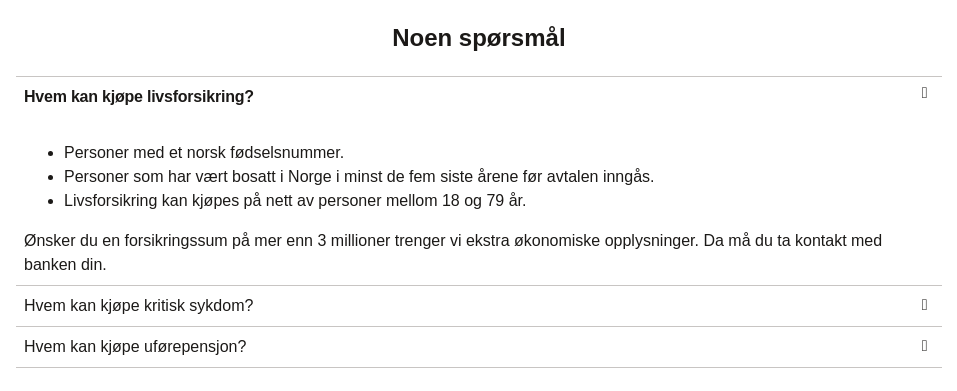 Noen spørsmål
Hvem kan kjøpe livsforsikring?
Personer med et norsk fødselsnummer.
Personer som har vært bosatt i Norge i minst de fem siste årene før avtalen inngås.
Livsforsikring kan kjøpes på nett av personer mellom 18 og 79 år.
Ønsker du en forsikringssum på mer enn 3 millioner trenger vi ekstra økonomiske opplysninger. Da må du ta kontakt med
banken din.
Hvem kan kjøpe kritisk sykdom?
Hvem kan kjøpe uførepensjon?